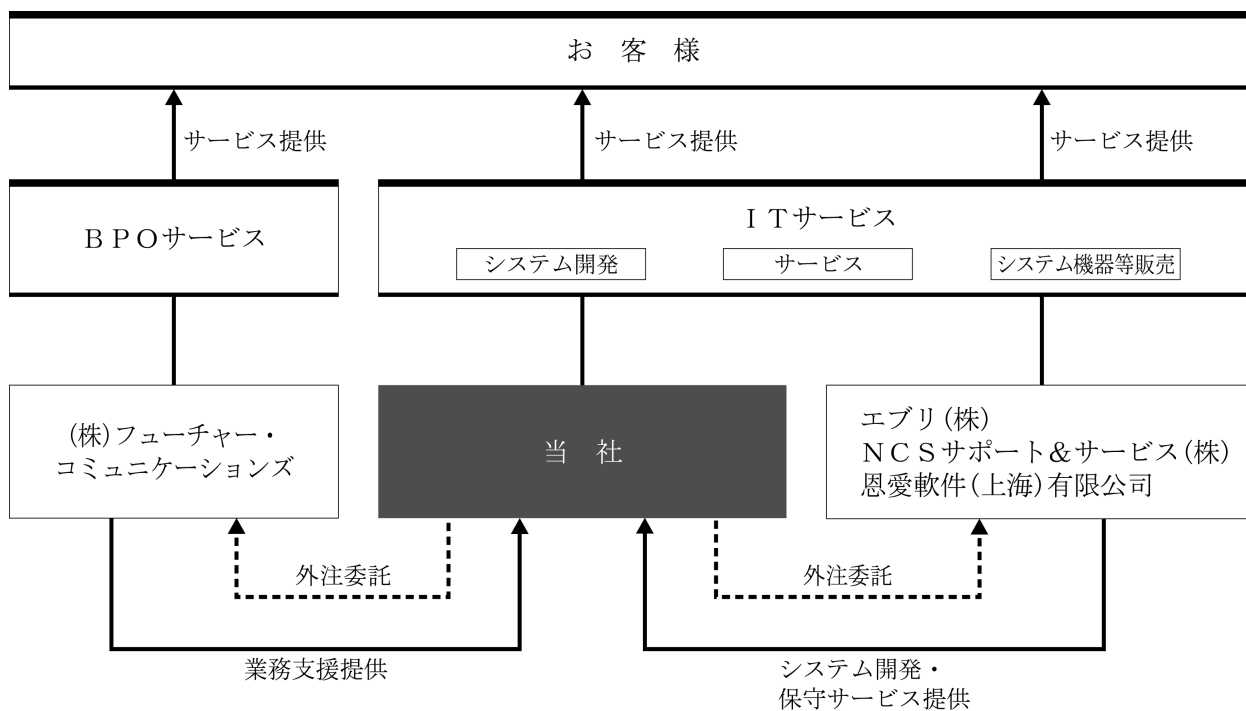 お 客 様
サービス提供
サービス提供
サービス提供
ＢＰＯサービス
ＩＴサービス
システム開発
サービス
システム機器等販売
(株)フューチャー・
コミュニケーションズ
当 社
エブリ(株)
ＮＣＳサポート＆サービス(株)
恩愛軟件(上海)有限公司
外注委託
外注委託
業務支援提供
システム開発・
保守サービス提供